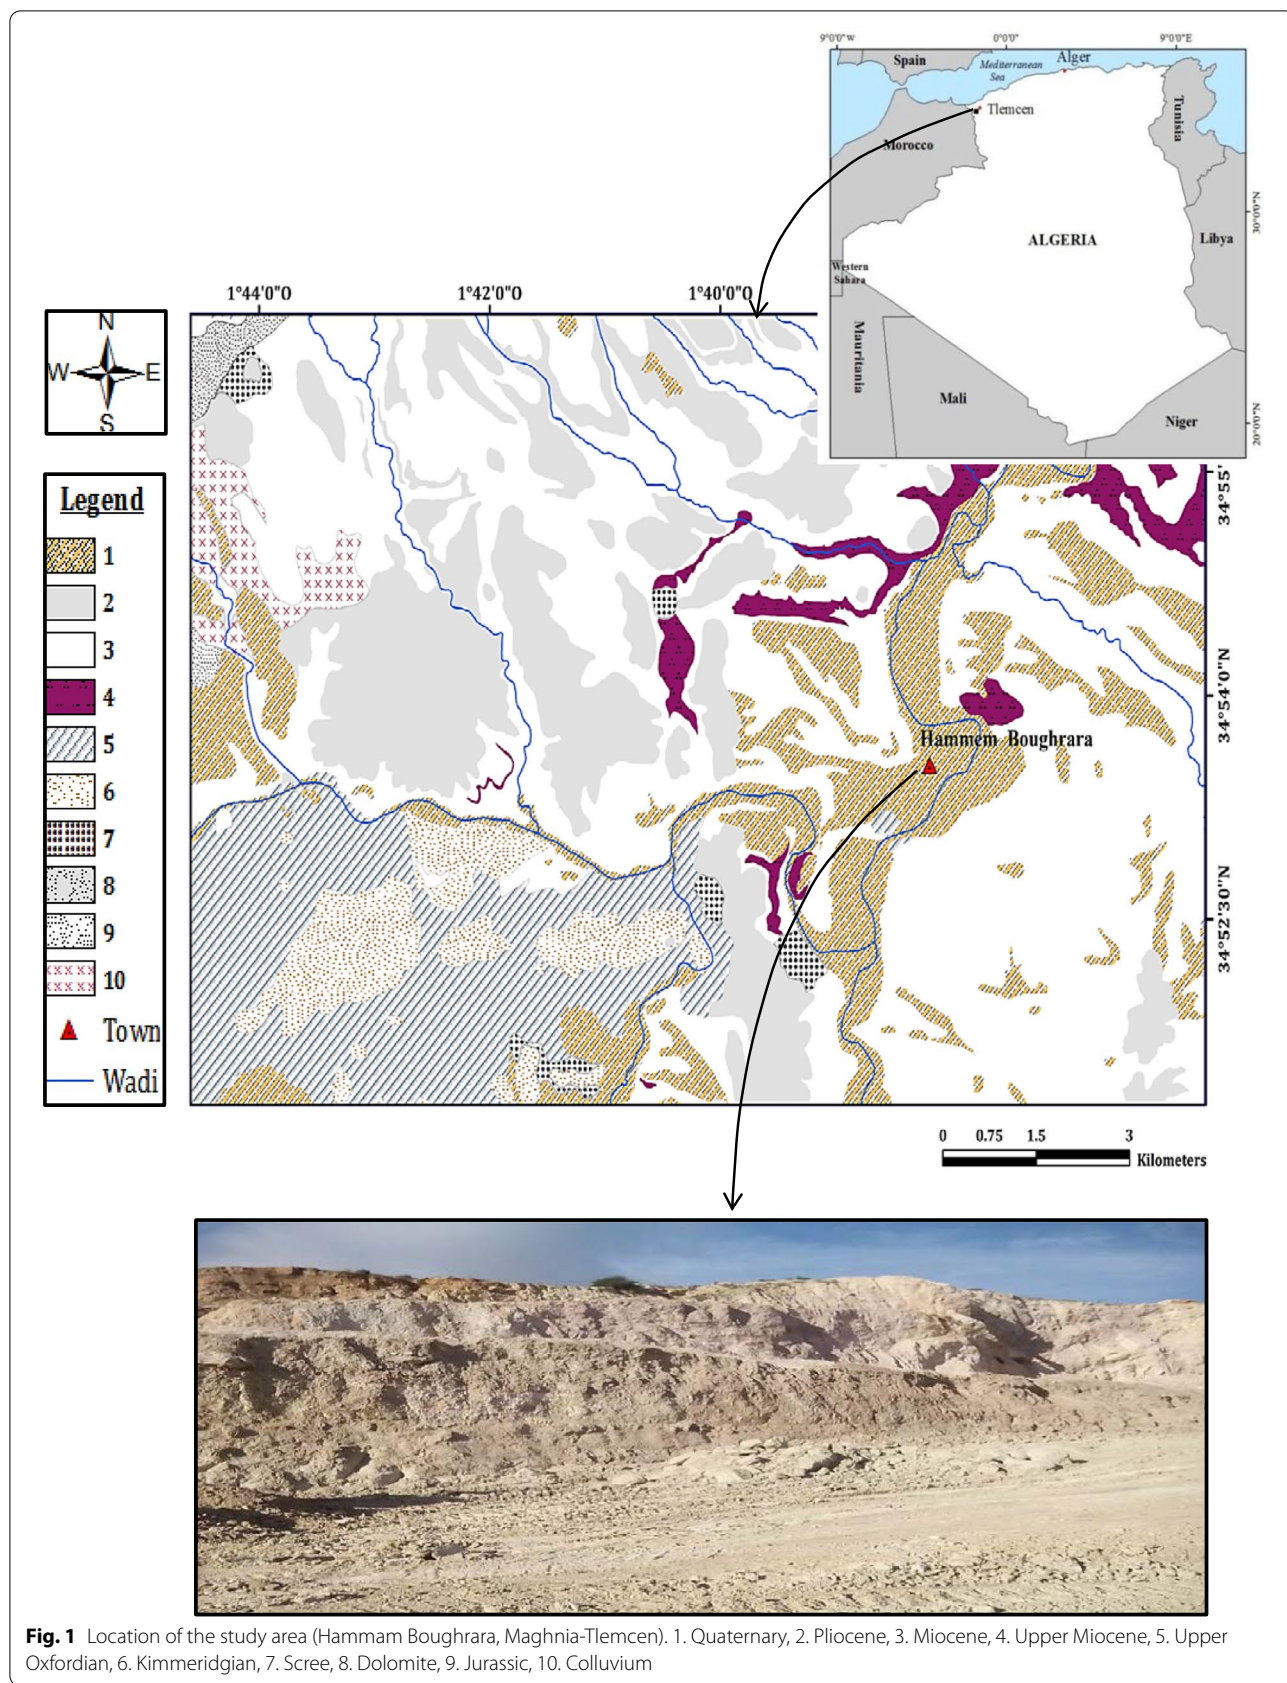 9°0'0"W
0°0'0"
9°0'0"E
Spain
Mediterranean
Sea
Alger
Tlemcen
Tunisia
Morocco
30°0'0"N
ALGERIA
Libya
Western
Sahara
Mauritania
Mali
Niger
20°0'0"N
1°44'0"O
1°42'0"O
1°40'0"O
N
W
E
S
34°55'
34°54'0"N
34°52'30"N
Hammem Boughrara
Legend
1
2
3
4
5
6
7
8
9
10
Town
Wadi
0 0.75 1.5 3
Kilometers
Fig. 1 Location of the study area (Hammam Boughrara, Maghnia-Tlemcen). 1. Quaternary, 2. Pliocene, 3. Miocene, 4. Upper Miocene, 5. Upper
Oxfordian, 6. Kimmeridgian, 7. Scree, 8. Dolomite, 9. Jurassic, 10. Colluvium